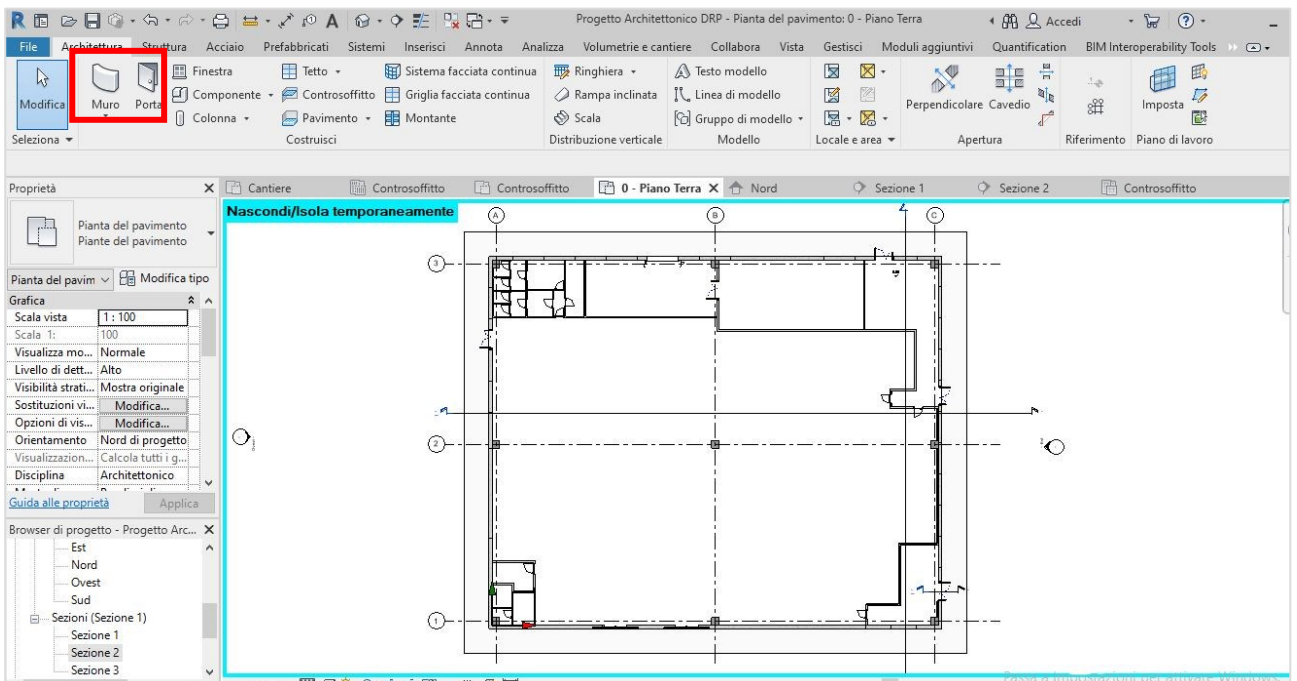 Progetto Architettonico DRP - Pianta del pavimento: 0 - Piano Terra
Accedi
File Architettura Struttura Acciaio Prefabbricati Sistemi Inserisci Annota Analizza Volumetrie e cantiere Collabora Vista Gestisci Moduli aggiuntivi Quantification BIM Interoperability Tools
Finestra Tetto Sistema facciata continua Ringhiera Testo modello
Modifica Muro Porta Componente Controsoffitto Griglia facciata continua Rampa inclinata Linea di modello Perpendicolare Cavedio Imposta
Colonna Pavimento Montante Scala Gruppo di modello
Seleziona Costruisci Distribuzione verticale Modello Locale e area Apertura Riferimento Piano di lavoro
Proprietà X Cantiere Controsoffitto Controsoffitto 0 - Piano Terra X Nord Sezione 1 Sezione 2 Controsoffitto
Nascondi/Isola temporaneamente
Pianta del pavimento
Piante del pavimento
Pianta del pavim Modifica tipo
Grafica
Scala vista 1 : 100
Scala 1: 100
Visualizza mo... Normale
Livello di dett... Alto
Visibilità strati... Mostra originale
Sostituzioni vi... Modifica...
Opzioni di vis... Modifica...
Orientamento Nord di progetto
Visualizzazion... Calcola tutti i g...
Disciplina Architettonico
Guida alle proprietà Applica
Browser di progetto - Progetto Arc... X
Est
Nord
Ovest
Sud
Sezioni (Sezione 1)
Sezione 1
Sezione 2
Sezione 3
A B C
3
2
1
Passa a Impostazioni per attivare Windows.